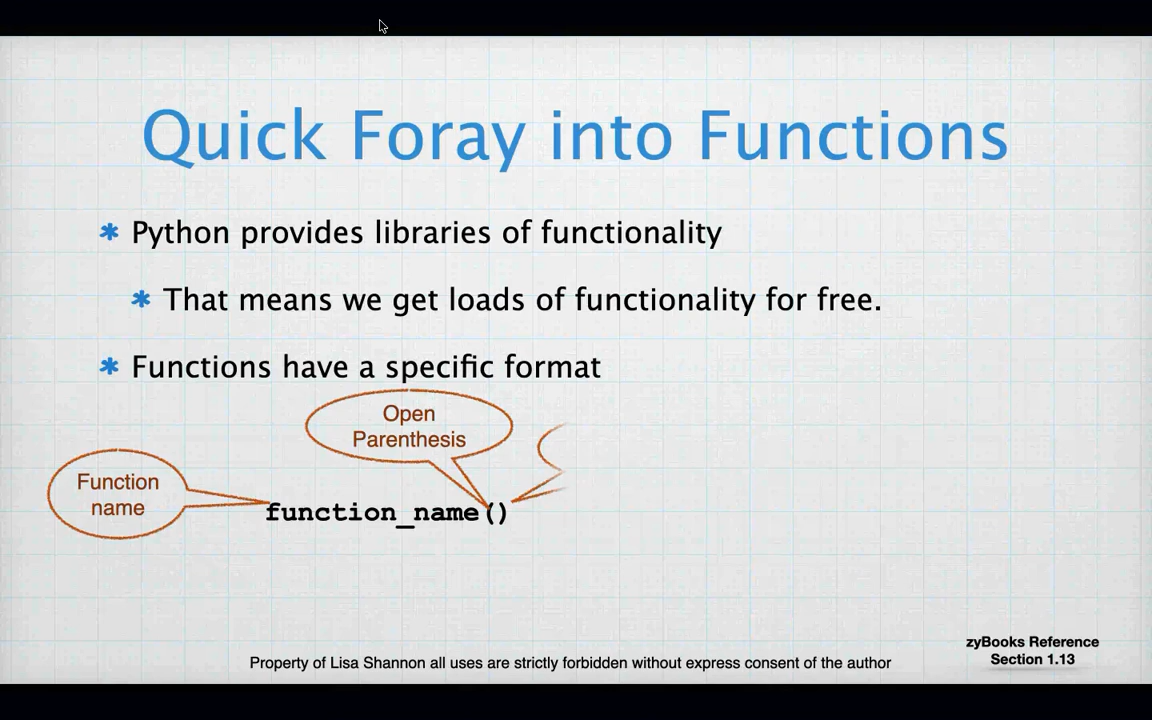 Quick Foray into Functions
✱ Python provides libraries of functionality
✱ That means we get loads of functionality for free.
✱ Functions have a specific format
Open
Parenthesis
Function
name
function_name()
zyBooks Reference
Section 1.13
Property of Lisa Shannon all uses are strictly forbidden without express consent of the author